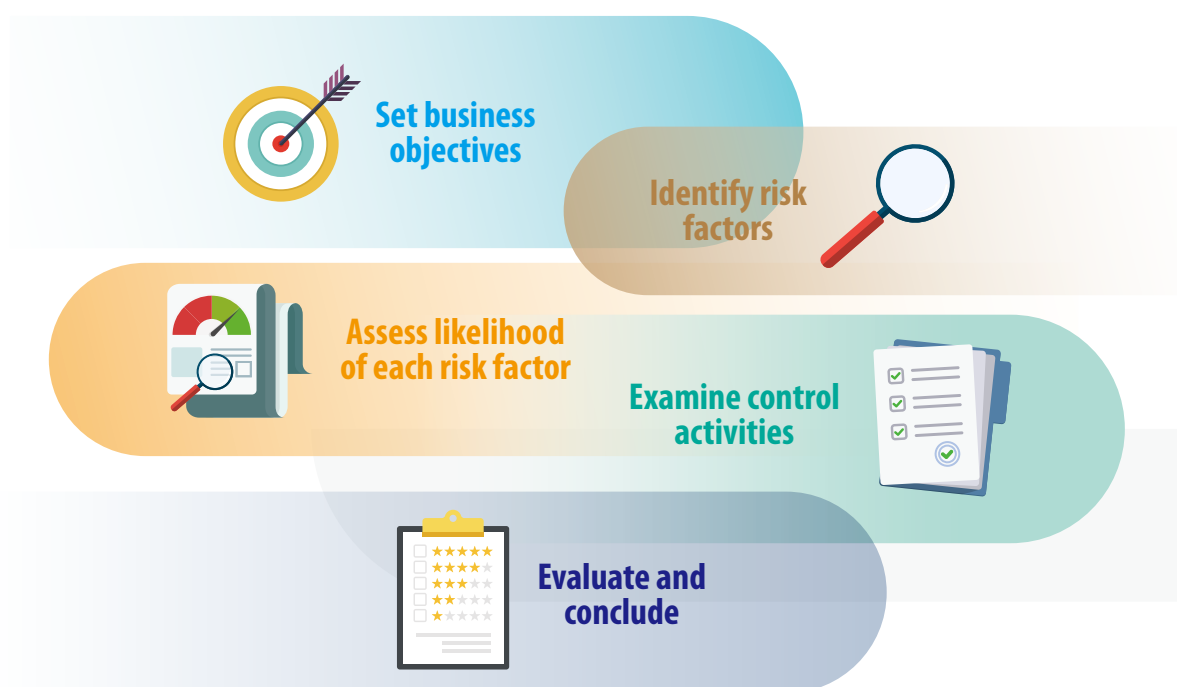 Set business
objectives
Identify risk
factors
Assess likelihood
of each risk factor
Examine control
activities
Evaluate and
conclude